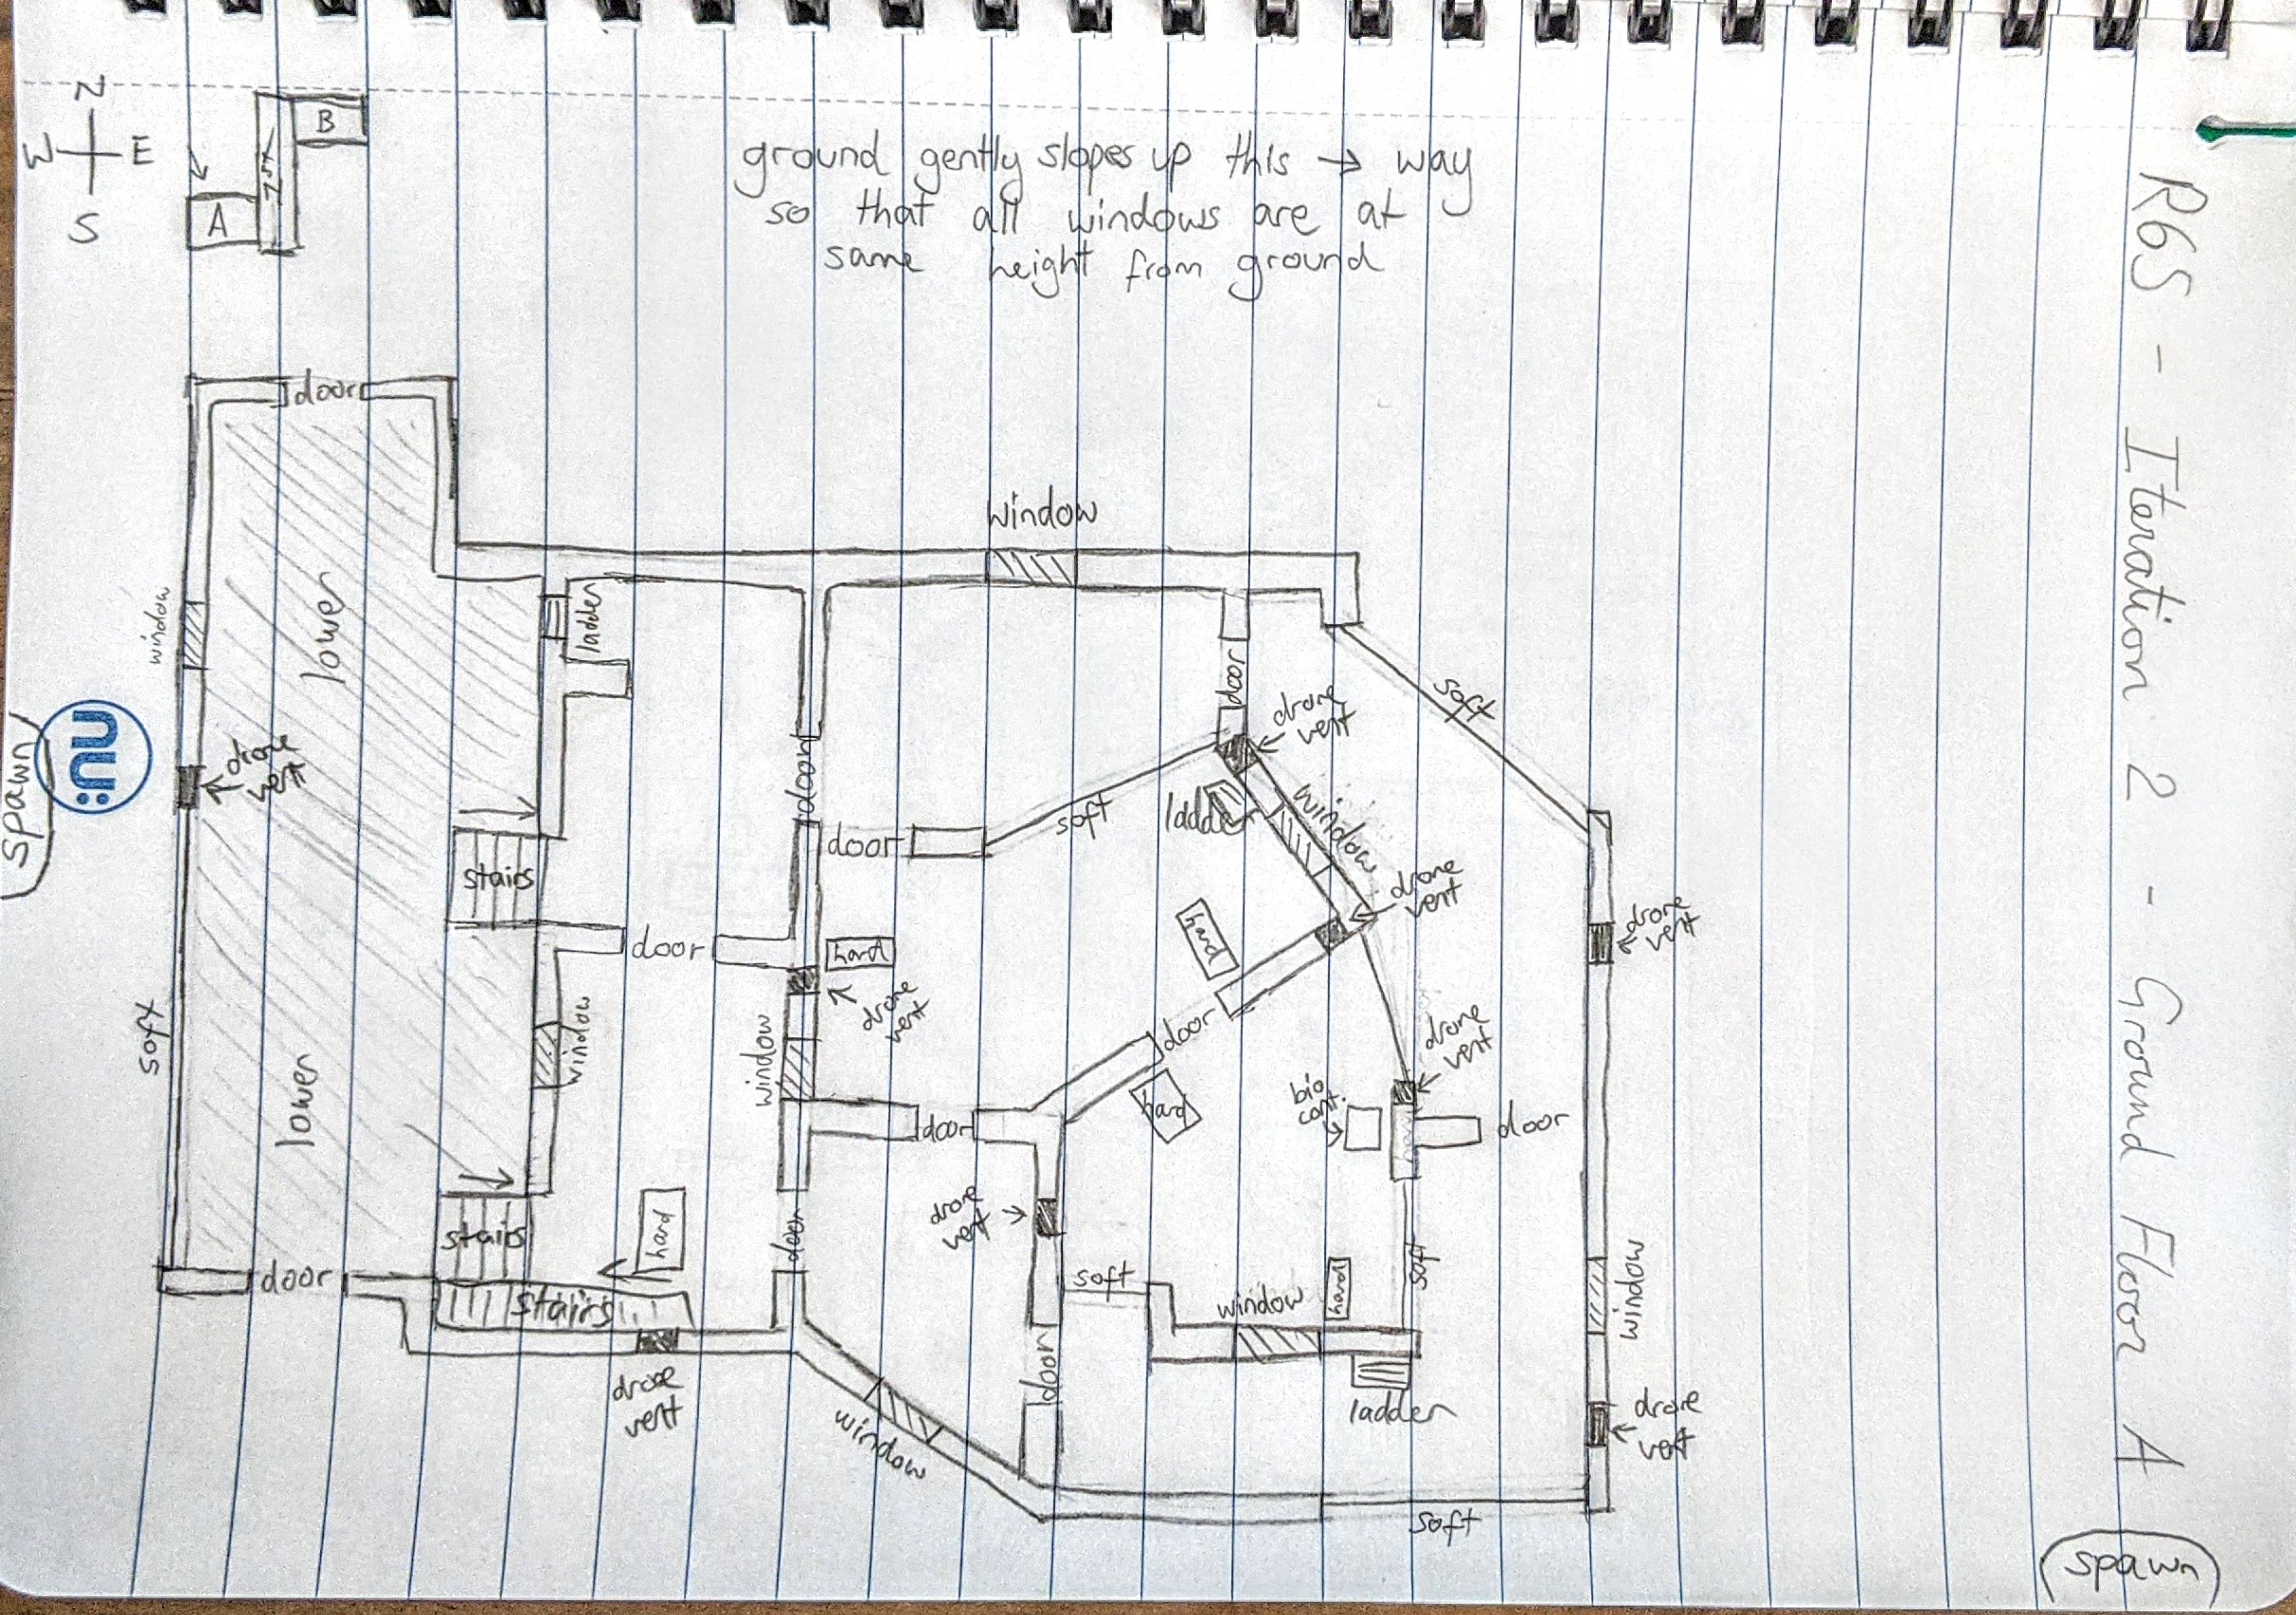 R6S - Iteration 2 - Ground Floor A
N
W E
S
B
A
ground gently slopes up this → way
so that all windows are at
same height from ground
door
window
lower
ladder
window
soft
door
drone
vent
soft
window
ladder
spawn
nu:
drone
vent
door
door
stairs
drone
vent
hard
drone
vent
door
hard
drone
vent
soft
window
window
door
drone
vent
lower
bio
cont.
hard
door
door
drone
vent
stairs
hard
door
soft
soft
window
door
stairs
window
hard
drone
vent
door
ladder
drone
vent
window
soft
spawn